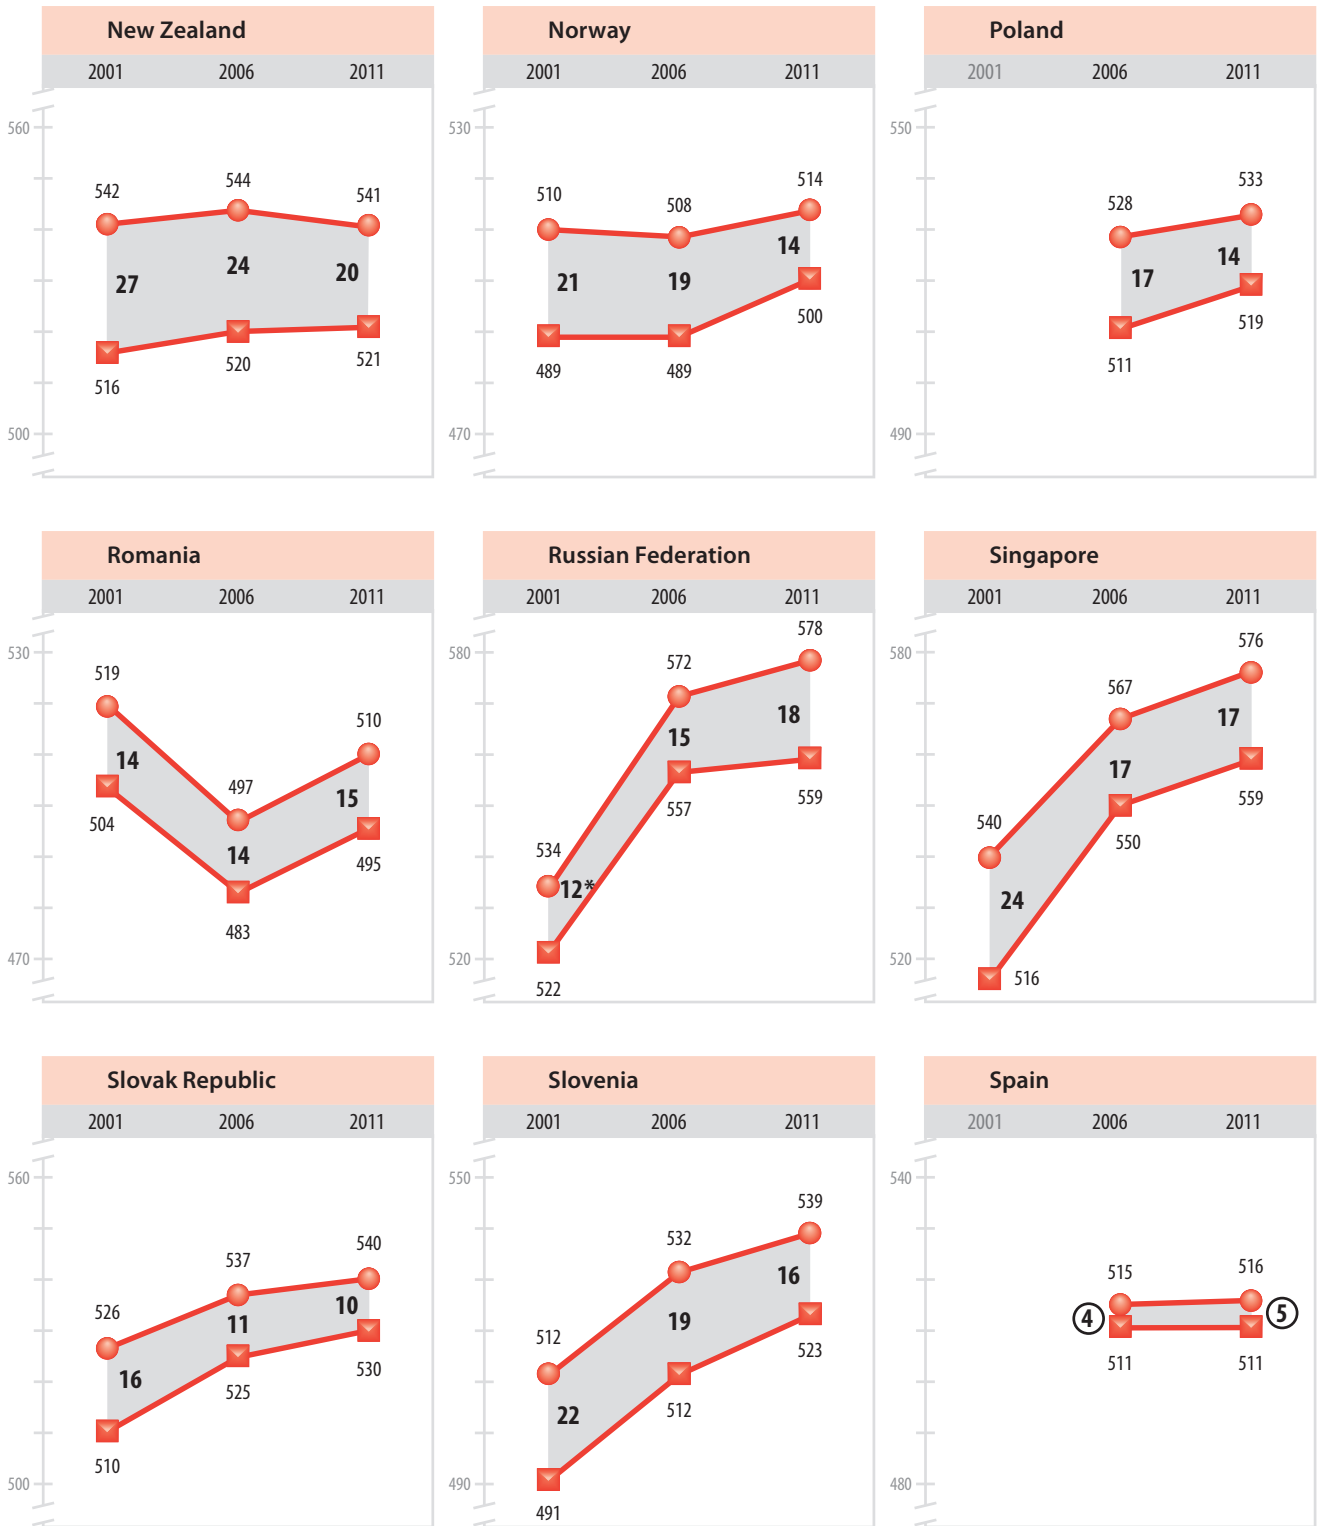 New Zealand
2001 2006 2011
560
542 544 541
27 24 20
516 520 521
500
Norway
2001 2006 2011
530
510 508 514
21 19 14
489 489 500
470
Poland
2001 2006 2011
550
528 533
17 14
511 519
490
Romania
2001 2006 2011
530
519 497 510
14 14 15
504 483 495
470
Russian Federation
2001 2006 2011
580
534 572 578
12* 15 18
522 557 559
520
Singapore
2001 2006 2011
580
540 567 576
24 17 17
516 550 559
520
Slovak Republic
2001 2006 2011
560
526 537 540
16 11 10
510 525 530
500
Slovenia
2001 2006 2011
550
512 532 539
22 19 16
491 512 523
490
Spain
2001 2006 2011
540
515 516
4 5
511 511
480